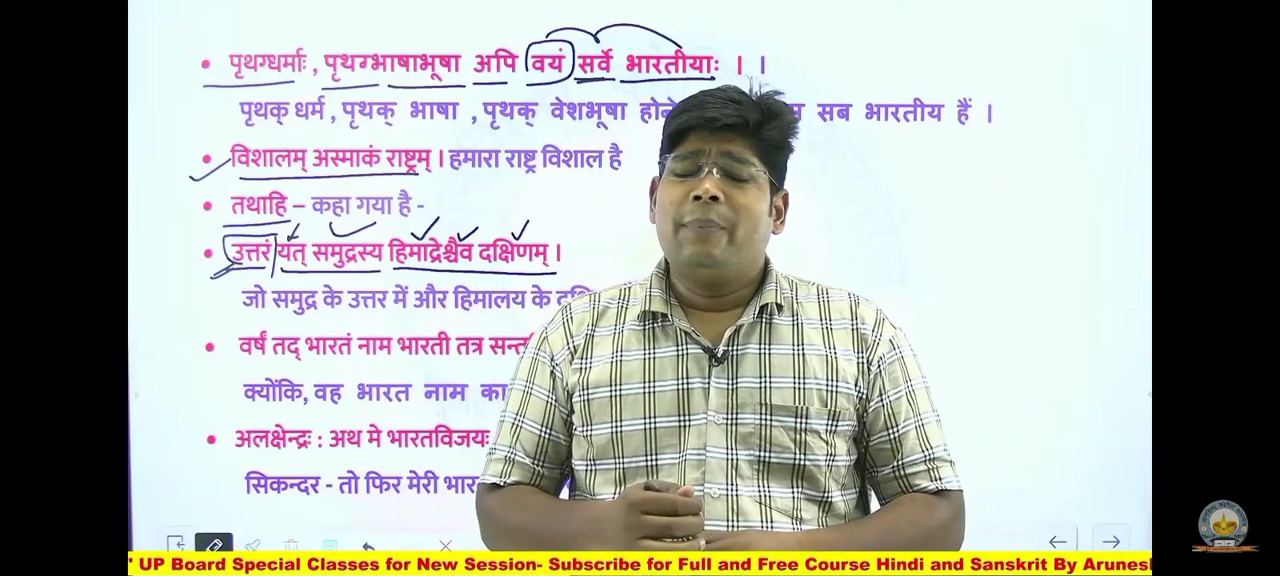 • पृथग्धर्माः , पृथग्भाषाभूषा अपि वयं सर्वे भारतीयाः । ।
पृथक् धर्म , पृथक् भाषा , पृथक् वेशभूषा सब भारतीय हैं ।
• विशालम् अस्माकं राष्ट्रम् । हमारा राष्ट्र विशाल है
• तथाहि – कहा गया है -
• उत्तरं यत् समुद्रस्य हिमाद्रेश्चैव दक्षिणम् ।
जो समुद्र के उत्तर में और हिमालय के
• वर्षं तद् भारतं नाम भारती तत्र
क्योंकि, वह भारत नाम का
• अलक्षेन्द्रः : अथ मे भारतविजयः
सिकन्दर - तो फिर मेरी
UP Board Special Classes for New Session- Subscribe for Full and Free Course Hindi and Sanskrit By